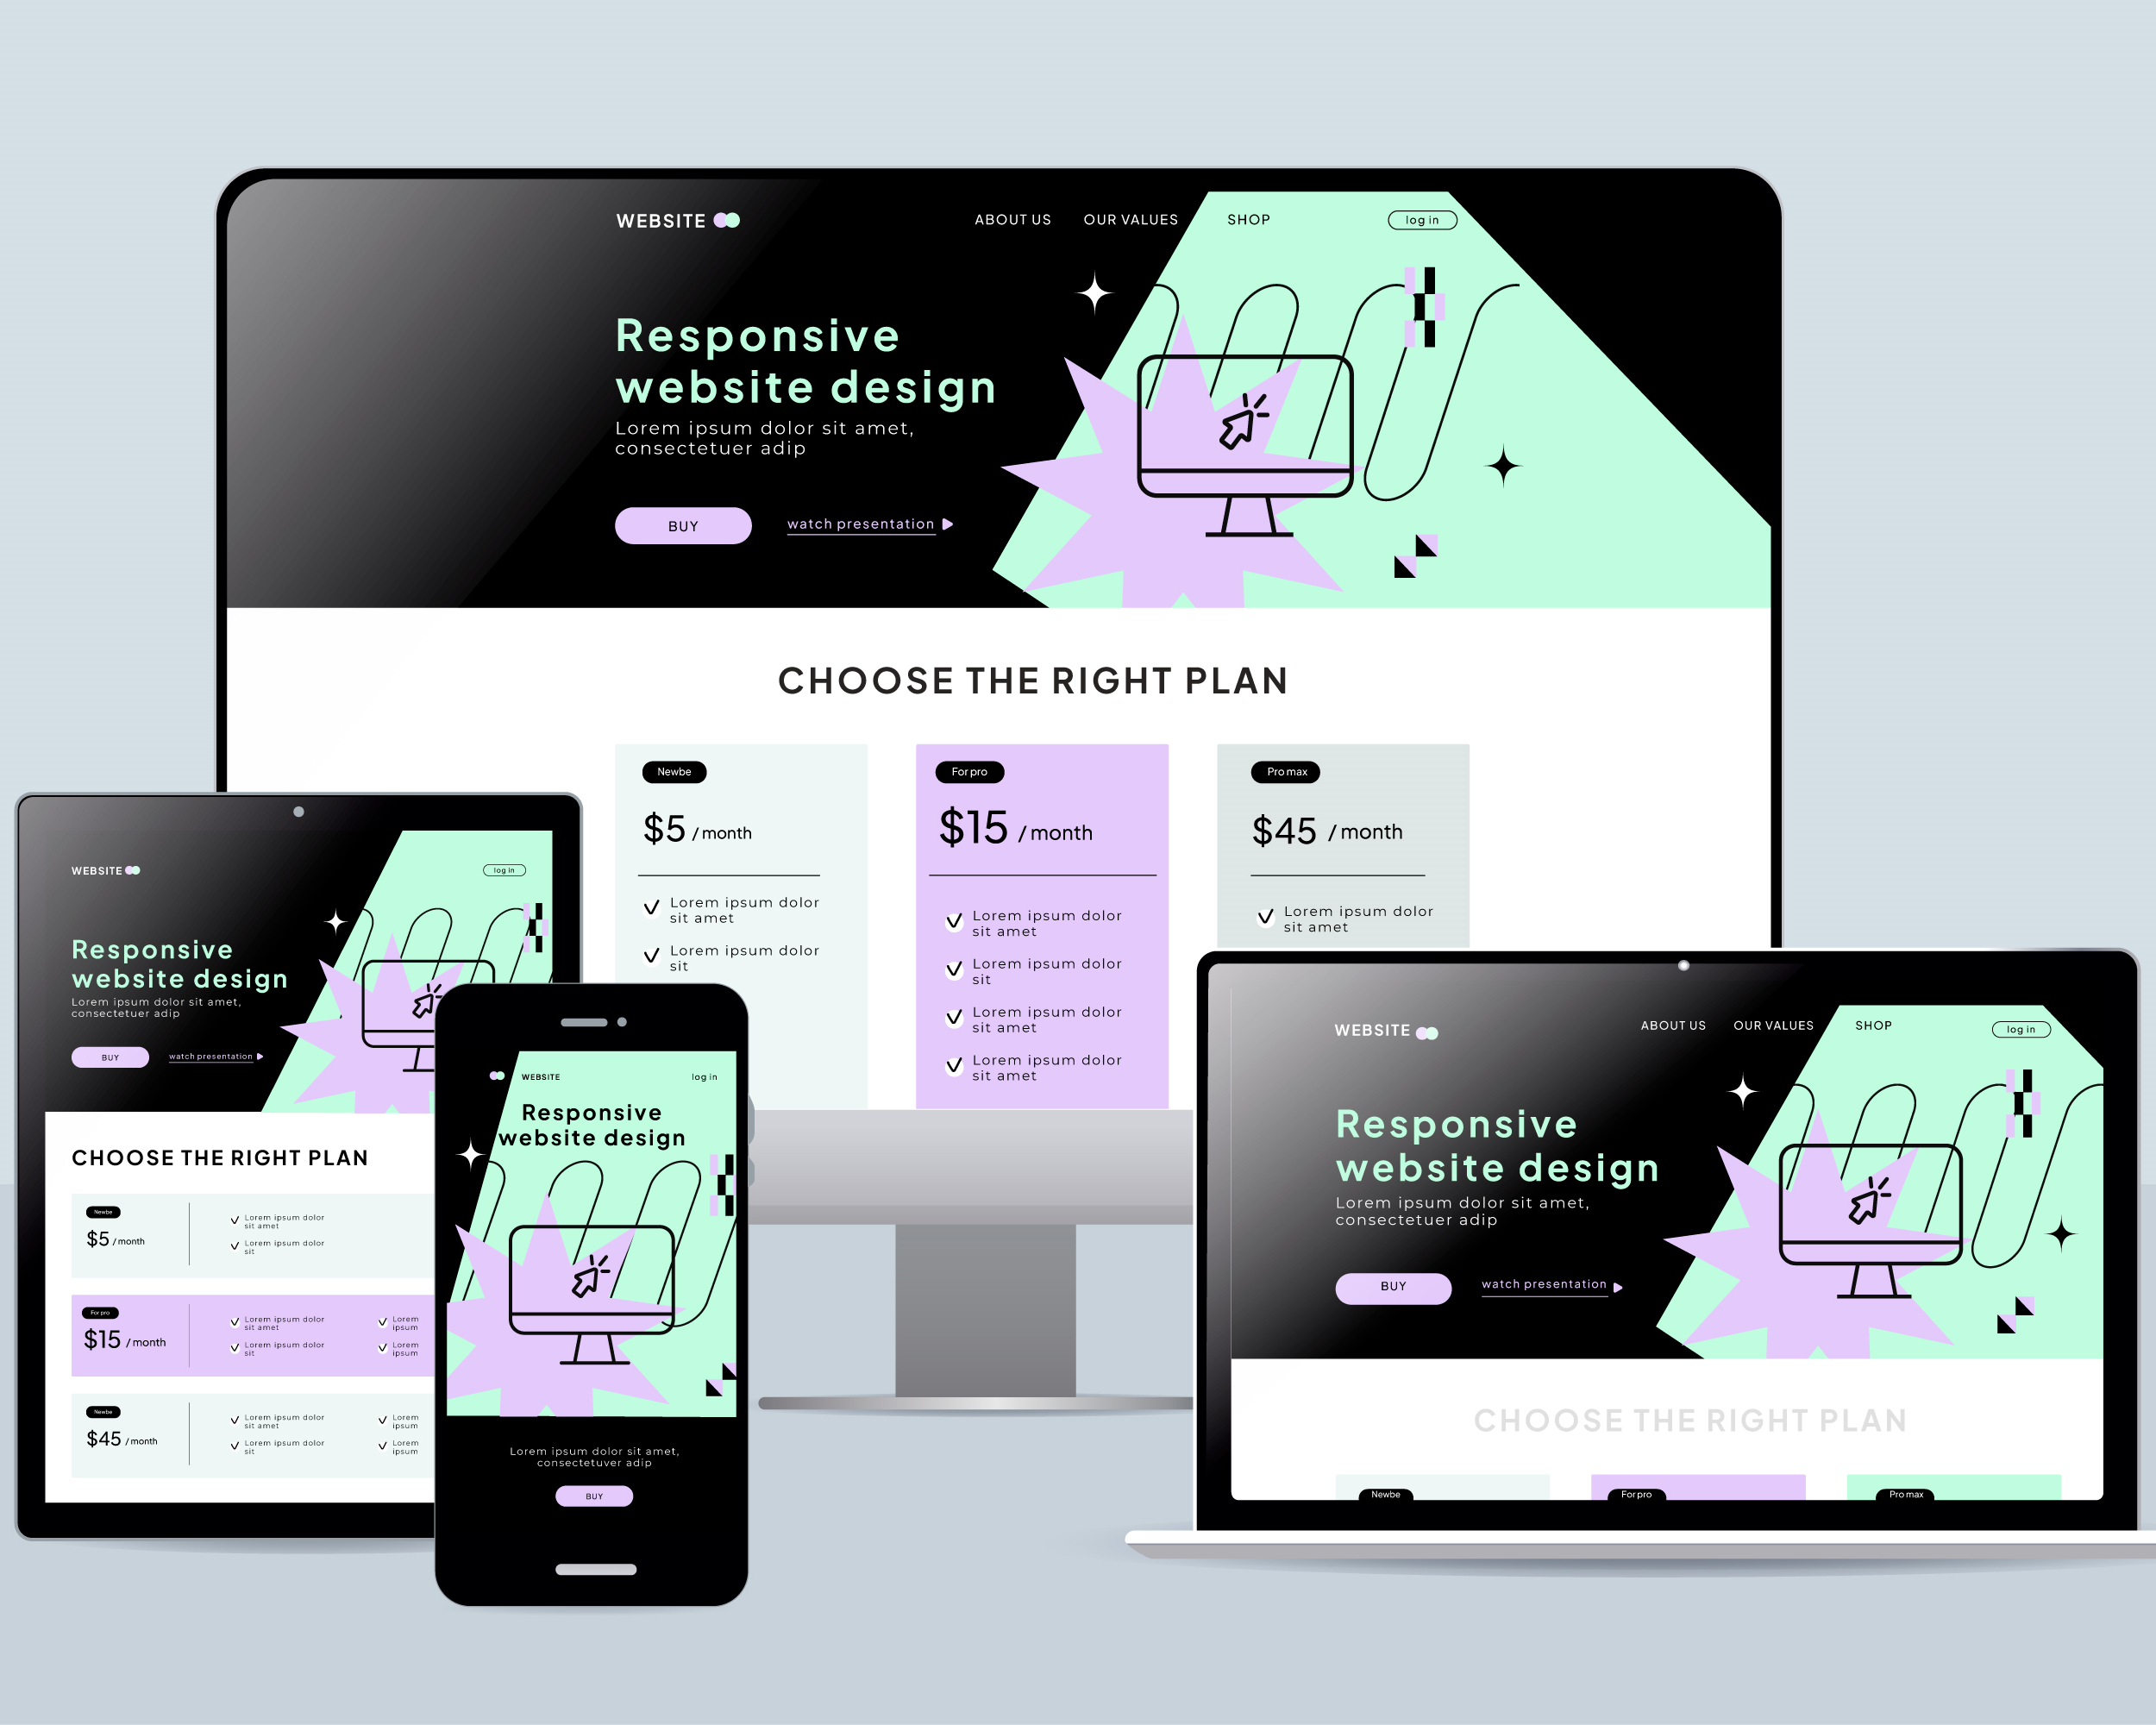 WEBSITE
ABOUT US
OUR VALUES
SHOP
log in
Responsive
website design
Lorem ipsum dolor sit amet,
consectetuer adip
BUY
watch presentation
CHOOSE THE RIGHT PLAN
Newbe
$5 / month
Lorem ipsum dolor
sit amet
Lorem ipsum dolor
sit
For pro
$15 / month
Lorem ipsum dolor
sit amet
Lorem ipsum dolor
sit
Lorem ipsum dolor
sit amet
Lorem ipsum dolor
sit amet
Pro max
$45 / month
Lorem ipsum dolor
sit amet
WEBSITE
log in
Responsive
website design
Lorem ipsum dolor sit amet,
consectetuer adip
BUY
watch presentation
CHOOSE THE RIGHT PLAN
Newbe
$5 / month
Lorem ipsum dolor
sit amet
Lorem ipsum dolor
sit
For pro
$15 / month
Lorem ipsum dolor
sit amet
Lorem ipsum dolor
sit
Lorem
ipsum
Lorem
ipsum
Newbe
$45 / month
Lorem ipsum dolor
sit amet
Lorem ipsum dolor
sit
Lorem
ipsum
Lorem
ipsum
WEBSITE
log in
Responsive
website design
Lorem ipsum dolor sit amet,
consectetuver adip
BUY
WEBSITE
ABOUT US
OUR VALUES
SHOP
log in
Responsive
website design
Lorem ipsum dolor sit amet,
consectetuer adip
BUY
watch presentation
CHOOSE THE RIGHT PLAN
Newbe
For pro
Pro max